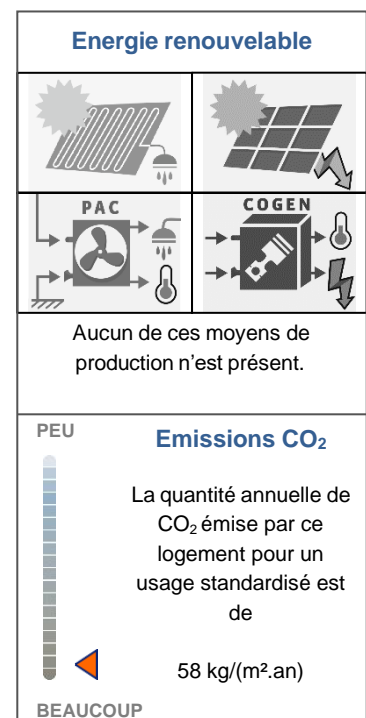 Energie renouvelable
PAC
COGEN
Aucun de ces moyens de
production n’est présent.
PEU
Emissions CO₂
La quantité annuelle de
CO₂ émise par ce
logement pour un
usage standardisé est
de
58 kg/(m².an)
BEAUCOUP